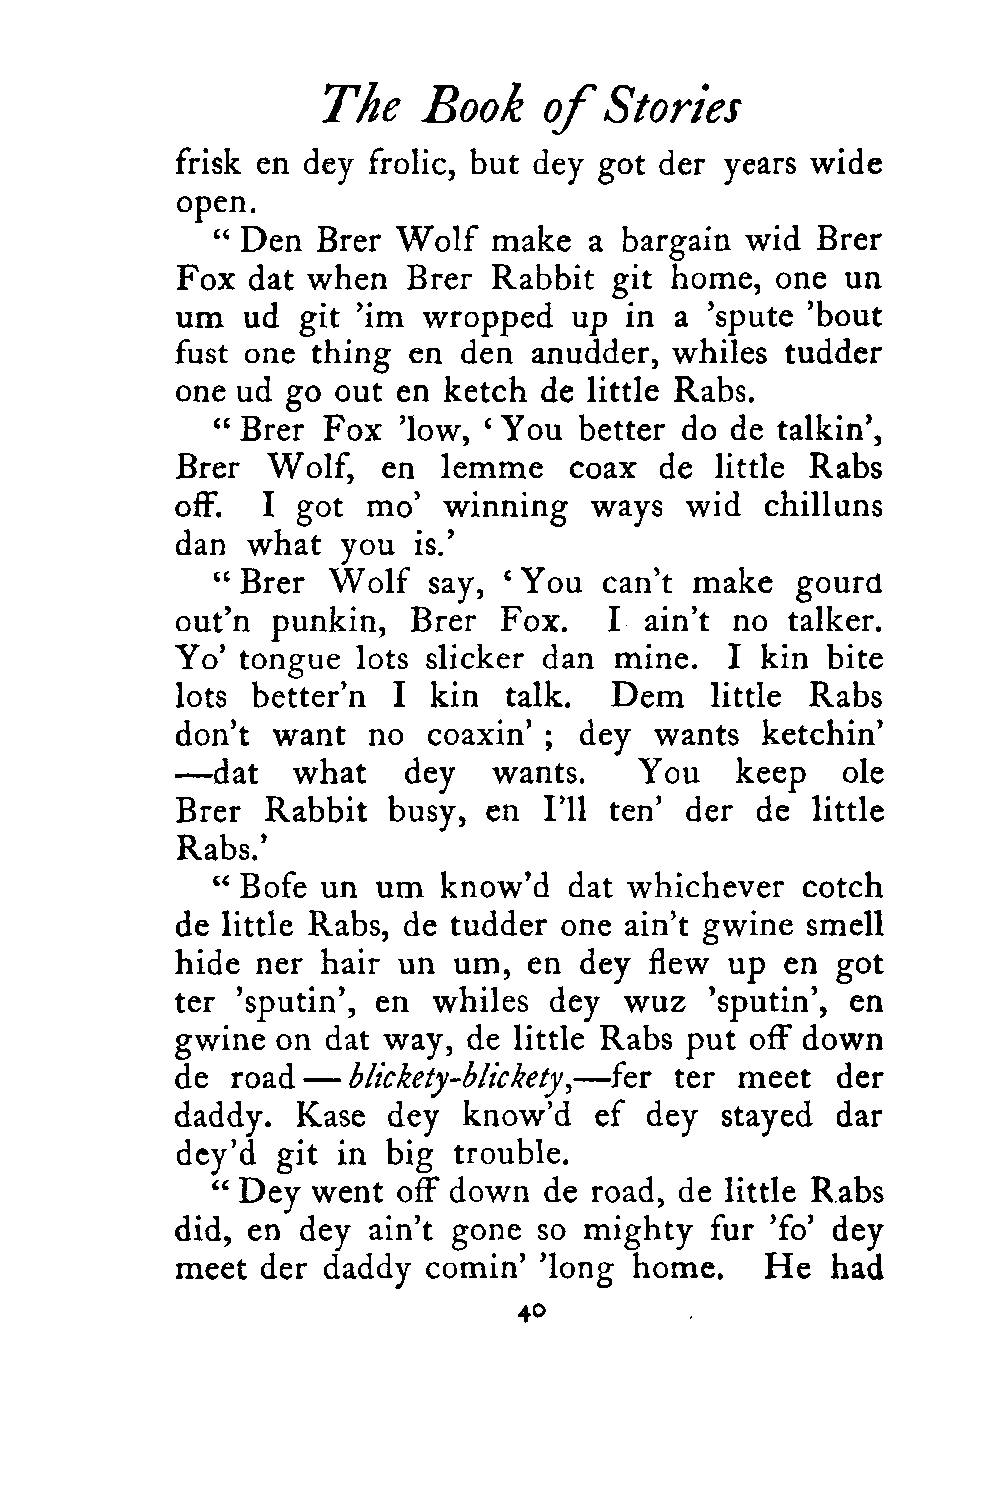 The Book of Stories
frisk en dey frolic, but dey got der years wide
open.
“ Den Brer Wolf make a bargain wid Brer
Fox dat when Brer Rabbit git home, one un
um ud git ’im wropped up in a ’spute ’bout
fust one thing en den anudder, whiles tudder
one ud go out en ketch de little Rabs.
“ Brer Fox ’low, ‘ You better do de talkin’,
Brer Wolf, en lemme coax de little Rabs
off. I got mo’ winning ways wid chilluns
dan what you is.’
“ Brer Wolf say, ‘ You can’t make gourd
out’n punkin, Brer Fox. I ain’t no talker.
Yo’ tongue lots slicker dan mine. I kin bite
lots better’n I kin talk. Dem little Rabs
don’t want no coaxin’ ; dey wants ketchin’
—dat what dey wants. You keep ole
Brer Rabbit busy, en I’ll ten’ der de little
Rabs.’
“ Bofe un um know’d dat whichever cotch
de little Rabs, de tudder one ain’t gwine smell
hide ner hair un um, en dey flew up en got
ter ’sputin’, en whiles dey wuz ’sputin’, en
gwine on dat way, de little Rabs put off down
de road — blickety-blickety,—fer ter meet der
daddy. Kase dey know’d ef dey stayed dar
dey’d git in big trouble.
“ Dey went off down de road, de little Rabs
did, en dey ain’t gone so mighty fur ’fo’ dey
meet der daddy comin’ ’long home. He had
40